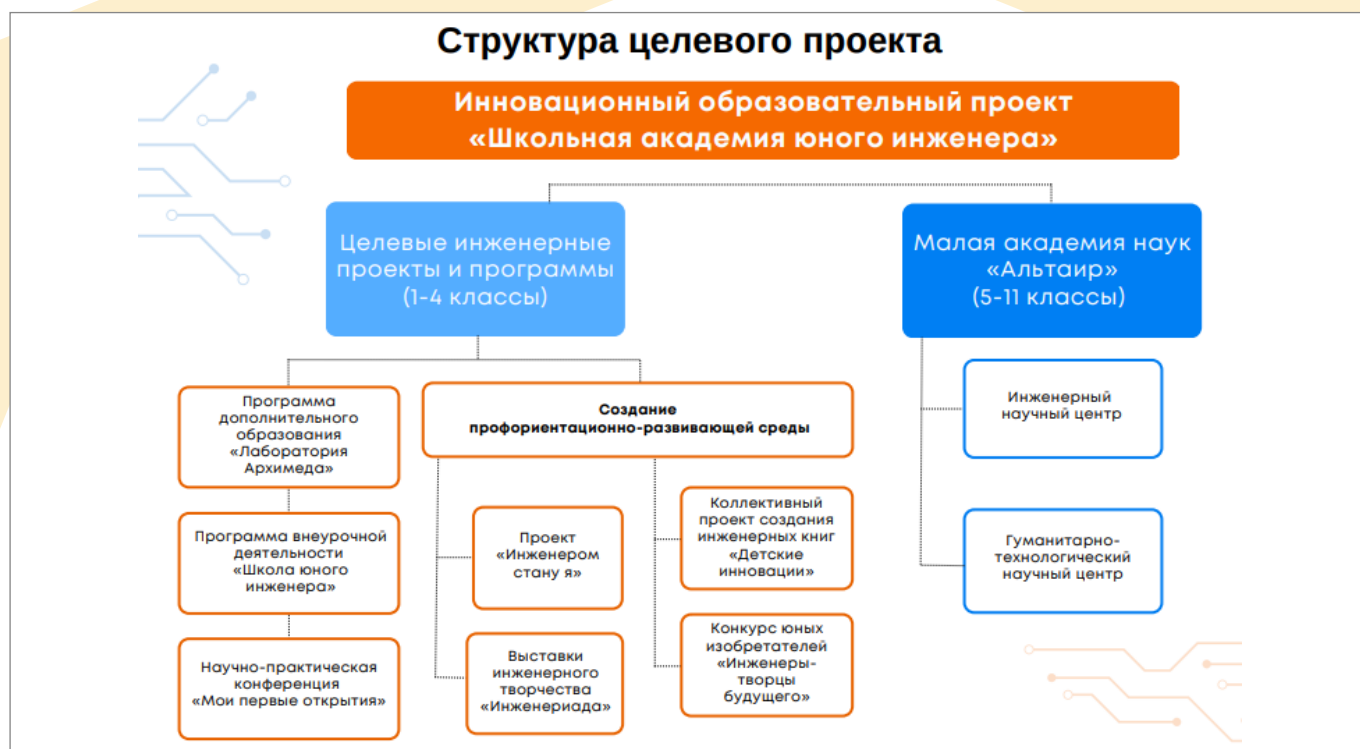 Структура целевого проекта
Инновационный образовательный проект
«Школьная академия юного инженера»
Целевые инженерные
проекты и программы
(1-4 классы)
Малая академия наук
«Альтаир»
(5-11 классы)
Программа
дополнительного
образования
«Лаборатория
Архимеда»
Программа внеурочной
деятельности
«Школа юного
инженера»
Научно-практическая
конференция
«Мои первые открытия»
Создание
профориентационно-развивающей среды
Проект
«Инженером
стану я»
Выставки
инженерного
творчества
«Инженериада»
Коллективный
проект создания
инженерных книг
«Детские
инновации»
Конкурс юных
изобретателей
«Инженеры-
творцы
будущего»
Инженерный
научный центр
Гуманитарно-
технологический
научный центр